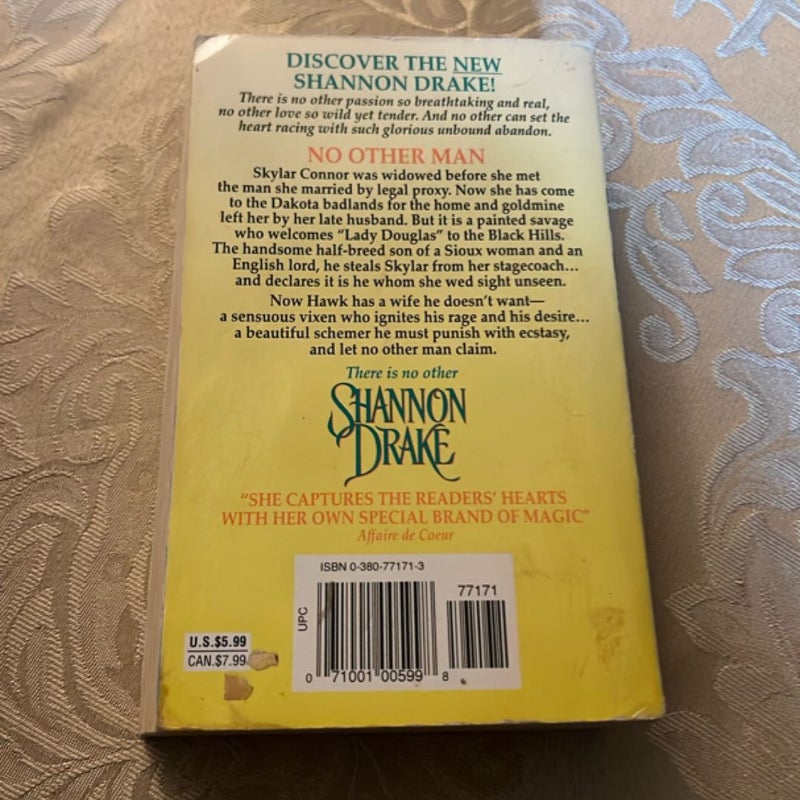 DISCOVER THE NEW
SHANNON DRAKE!
There is no other passion so breathtaking and real,
no other love so wild yet tender. And no other can set the
heart racing with such glorious unbound abandon.
NO OTHER MAN
Skylar Connor was widowed before she met
the man she married by legal proxy. Now she has come
to the Dakota badlands for the home and goldmine
left her by her late husband. But it is a painted savage
who welcomes “Lady Douglas” to the Black Hills.
The handsome half-breed son of a Sioux woman and an
English lord, he steals Skylar from her stagecoach...
and declares it is he whom she wed sight unseen.
Now Hawk has a wife he doesn’t want—
a sensuous vixen who ignites his rage and his desire...
a beautiful schemer he must punish with ecstasy,
and let no other man claim.
There is no other
SHANNON
DRAKE
“SHE CAPTURES THE READERS’ HEARTS
WITH HER OWN SPECIAL BRAND OF MAGIC”
Affaire de Coeur
ISBN 0-380-77171-3
77171
UPC
U.S.$5.99
CAN.$7.99
0 71001 00599 8